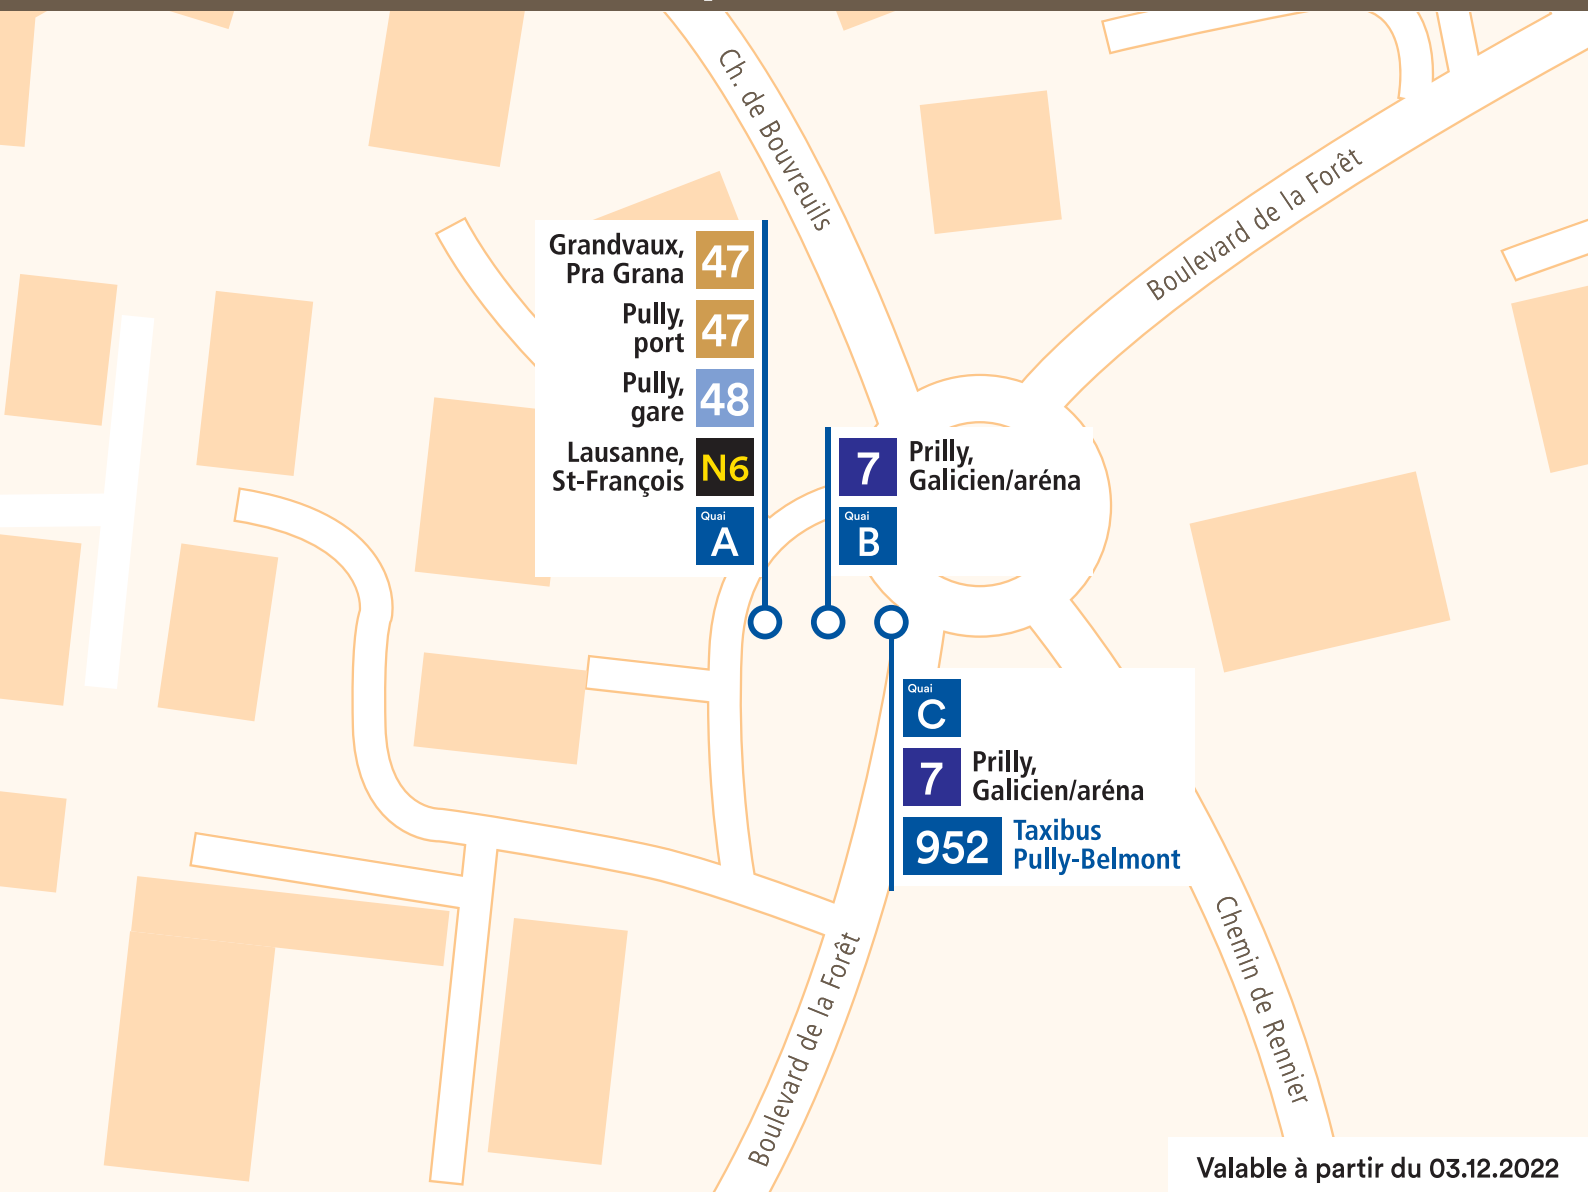 Ch. de Bouvreuils
Boulevard de la Forêt
Grandvaux,
Pra Grana
47
Pully,
port
47
Pully,
gare
48
Lausanne,
St-François
N6
Quai
A
7
Prilly,
Galicien/aréna
Quai
B
Quai
C
7
Prilly,
Galicien/aréna
952
Taxibus
Pully-Belmont
Boulevard de la Forêt
Chemin de Rennier
Valable à partir du 03.12.2022